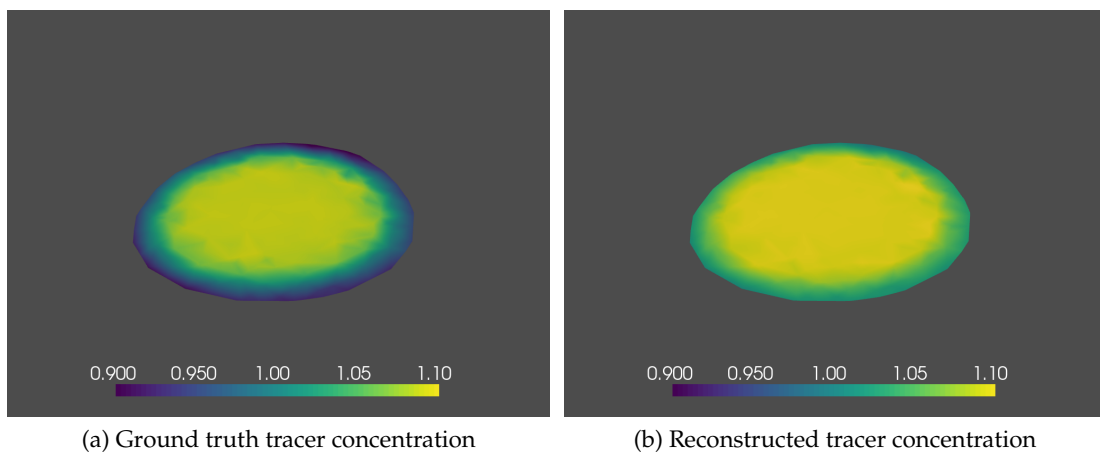 0.900 0.950 1.00 1.05 1.10
0.900 0.950 1.00 1.05 1.10
(a) Ground truth tracer concentration
(b) Reconstructed tracer concentration